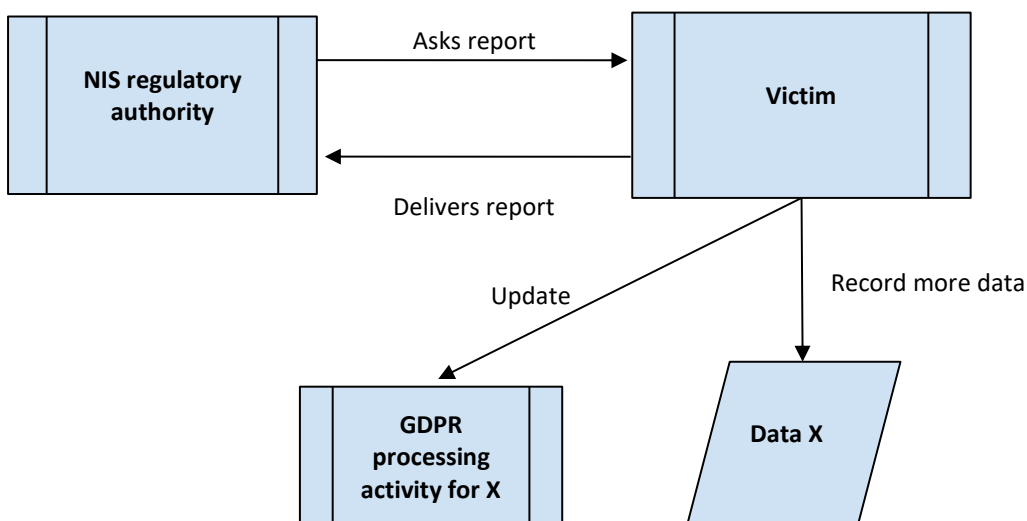 Asks report
NIS regulatory
authority
Victim
Delivers report
Update
Record more data
GDPR
processing
activity for X
Data X